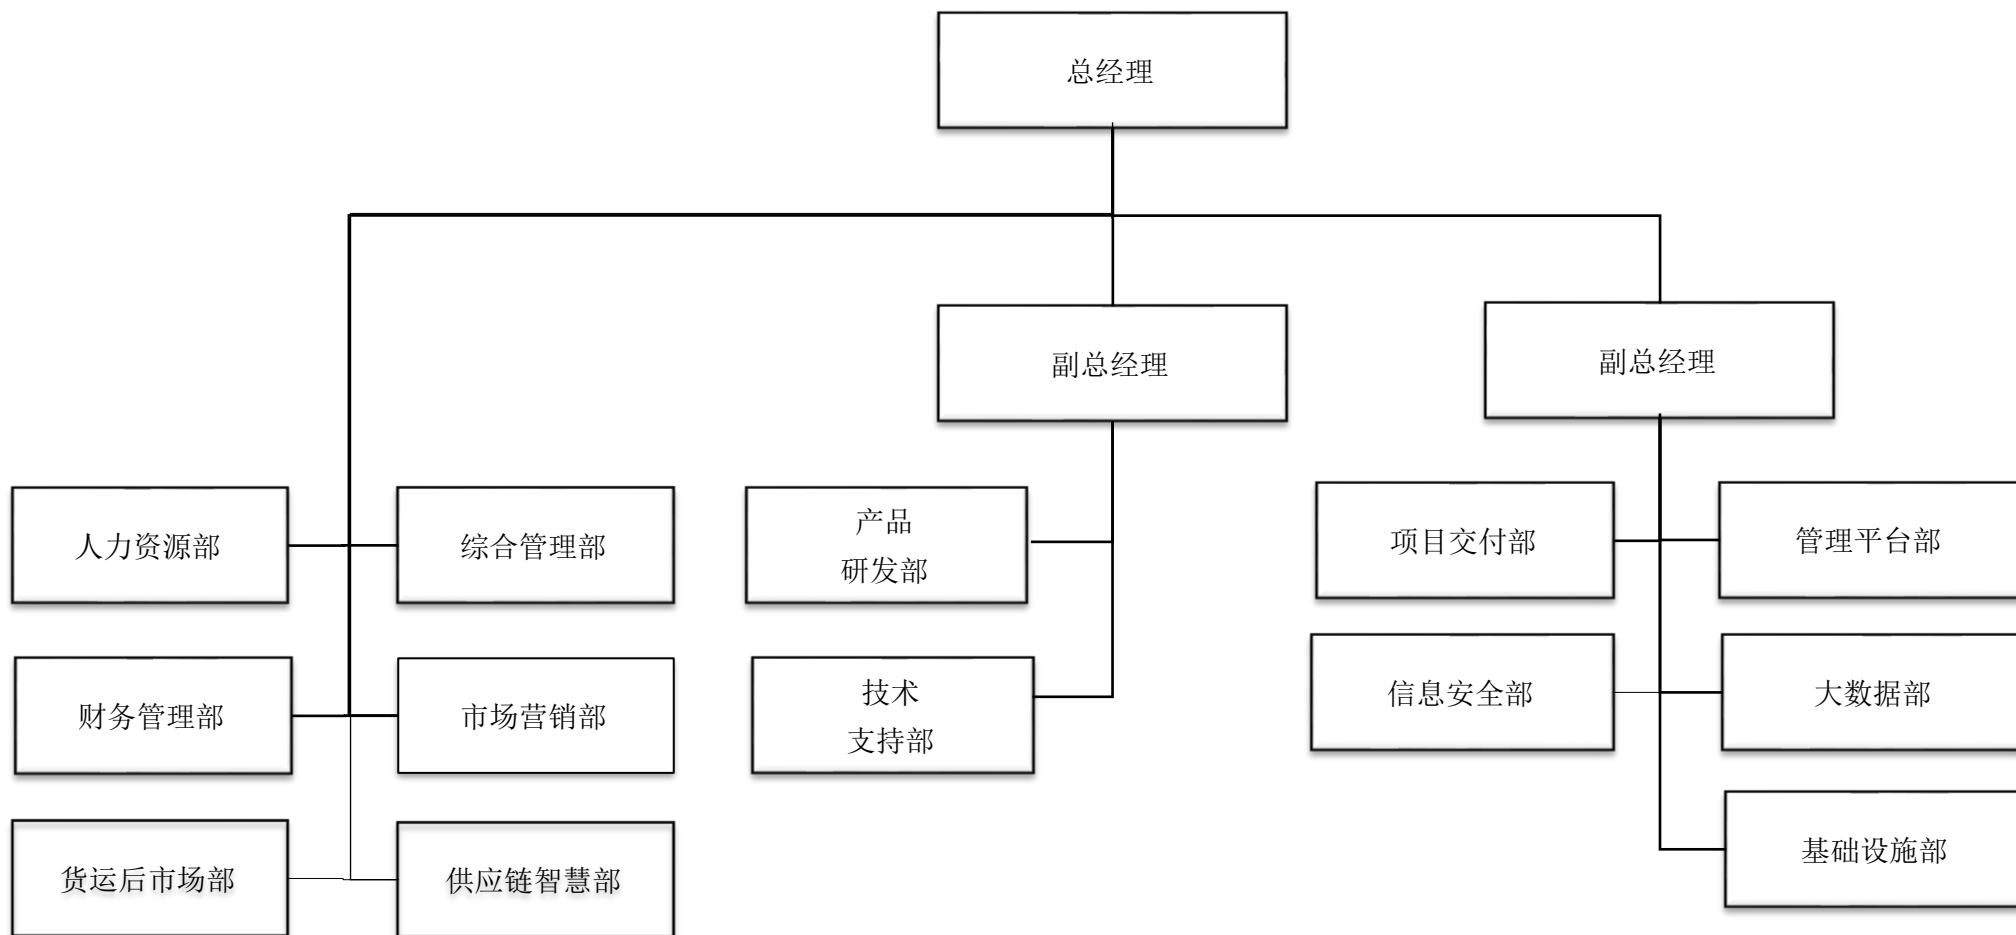 总经理
副总经理
副总经理
人力资源部
综合管理部
产品
研发部
项目交付部
管理平台部
财务管理部
市场营销部
技术
支持部
信息安全部
大数据部
货运后市场部
供应链智慧部
基础设施部